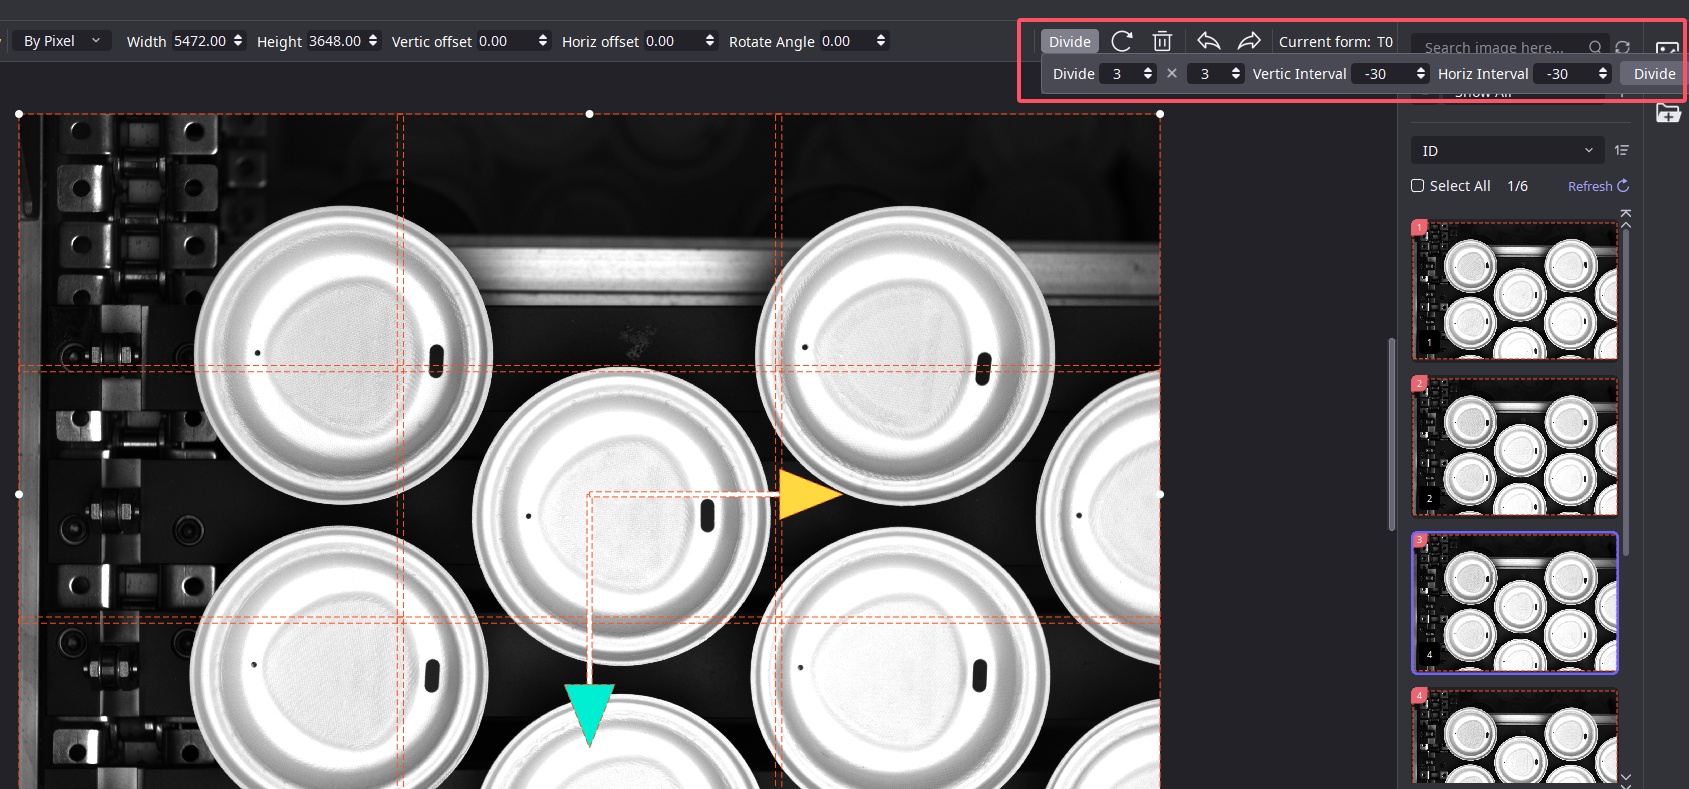 By Pixel Width 5472.00 Height 3648.00 Vertic offset 0.00 Horiz offset 0.00 Rotate Angle 0.00 Divide Current form: T0 Search image here...
Divide 3 × 3 Vertic Interval -30 Horiz Interval -30 Divide
Show All
ID
Select All 1/6 Refresh
1
1
2
2
3
4
4